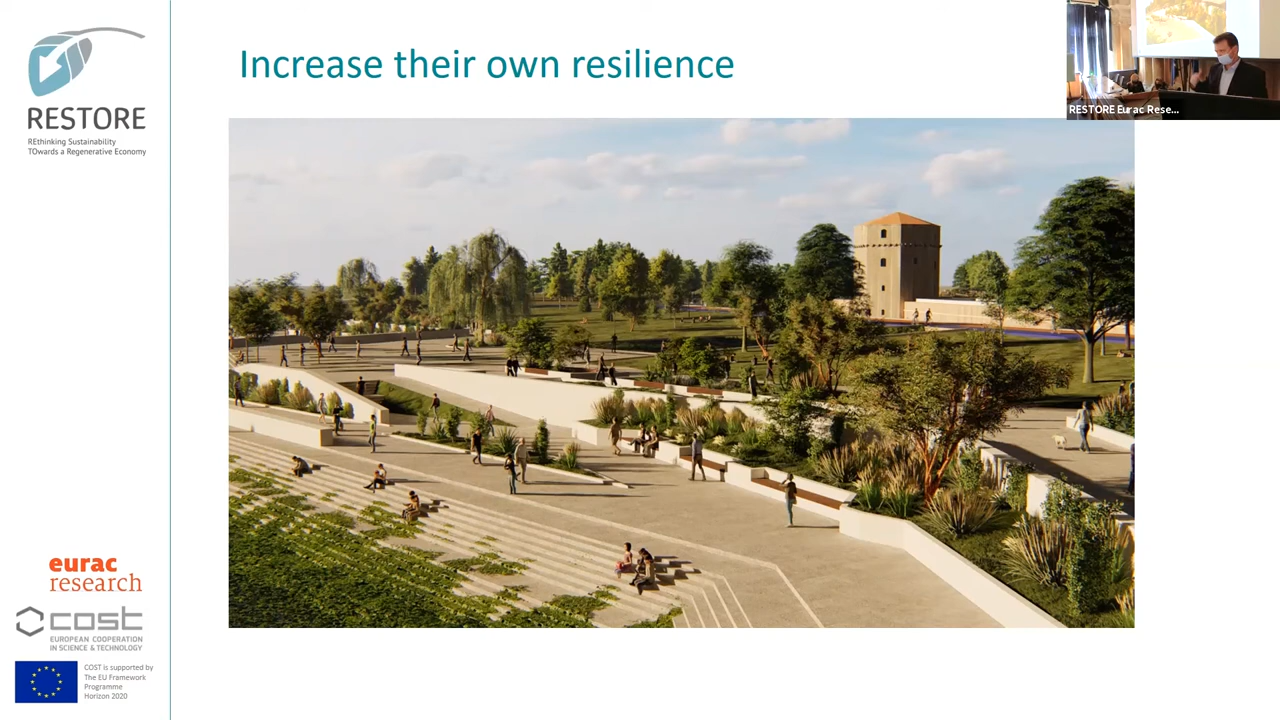 Increase their own resilience
RESTORE
REthinking Sustainability
TOwards a Regenerative Economy
RESTORE Eurac Rese...
eurac
research
cost
EUROPEAN COOPERATION
IN SCIENCE & TECHNOLOGY
COST is supported by
The EU Framework
Programme
Horizon 2020